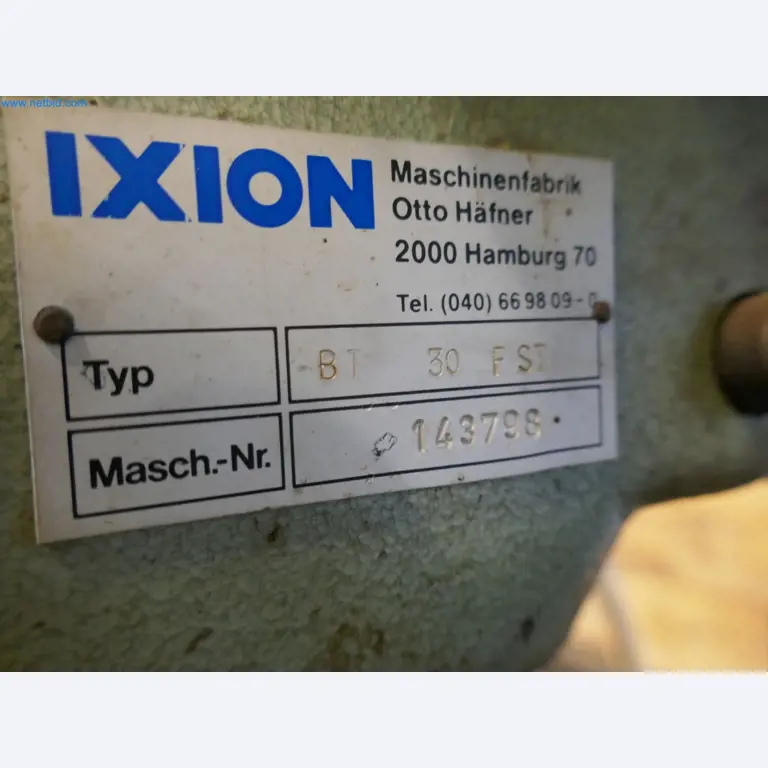 www.netbid.com
IXION
Maschinenfabrik
Otto Häfner
2000 Hamburg 70
Tel. (040) 66 98 09-0
Typ BT 30 F ST
Masch.-Nr. 143798